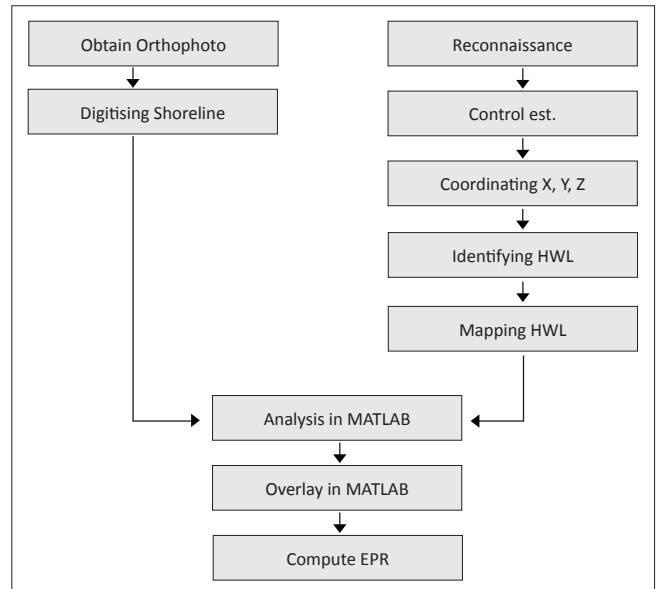 Obtain Orthophoto
Digitising Shoreline
Reconnaissance
Control est.
Coordinating X, Y, Z
Identifying HWL
Mapping HWL
Analysis in MATLAB
Overlay in MATLAB
Compute EPR